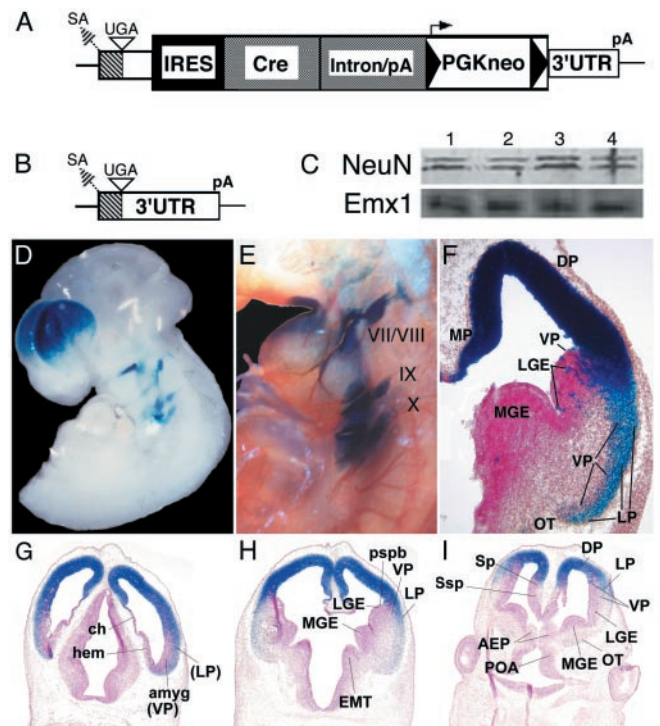 A
SA
UGA
IRES Cre Intron/pA PGKneo 3'UTR
pA
B
SA
UGA
pA
3'UTR
C
1 2 3 4
NeuN
Emx1
D
E
VII/VIII
IX
X
F
DP
MP
VP
LGE
MGE
VP
OT
LP
G
ch
hem
(LP)
amyg
(VP)
H
pspb
VP
LGE
LP
MGE
EMT
I
DP
Sp
LP
Ssp
VP
AEP
LGE
POA
MGE OT